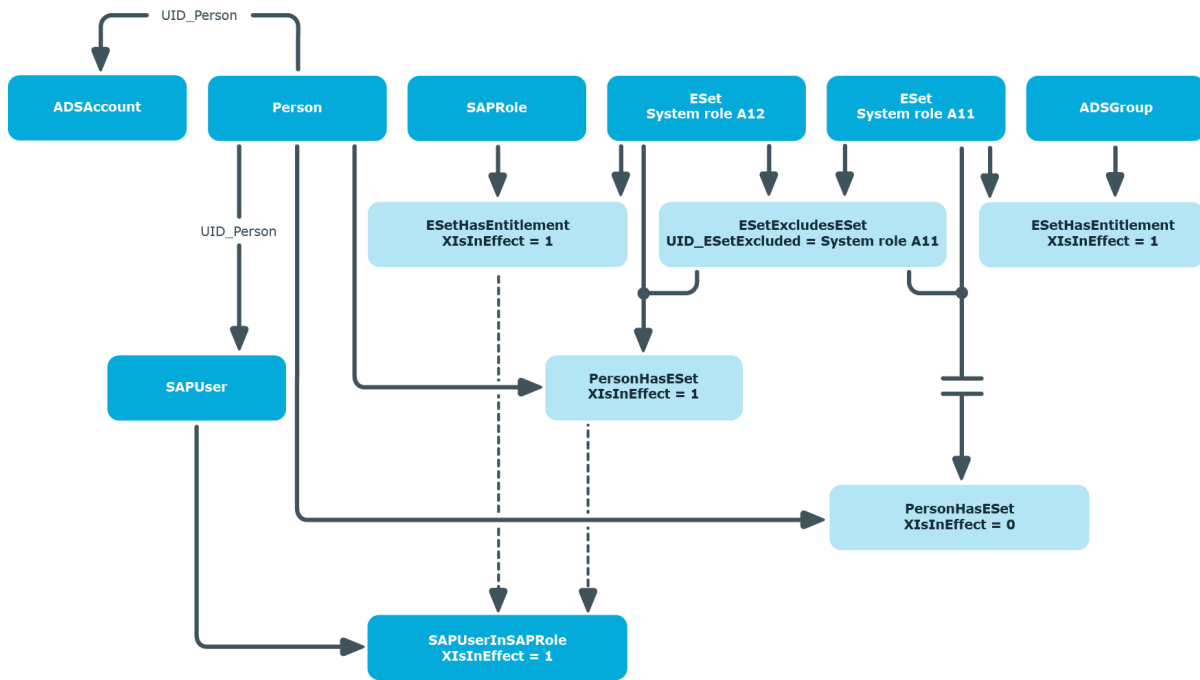 UID_Person
ADSAccount
Person
SAPRole
ESet
System role A12
ESet
System role A11
ADSGroup
ESetHasEntitlement
XIsInEffect = 1
ESetExcludesESet
UID_ESetExcluded = System role A11
ESetHasEntitlement
XIsInEffect = 1
UID_Person
SAPUser
PersonHasESet
XIsInEffect = 1
PersonHasESet
XIsInEffect = 0
SAPUserInSAPRole
XIsInEffect = 1